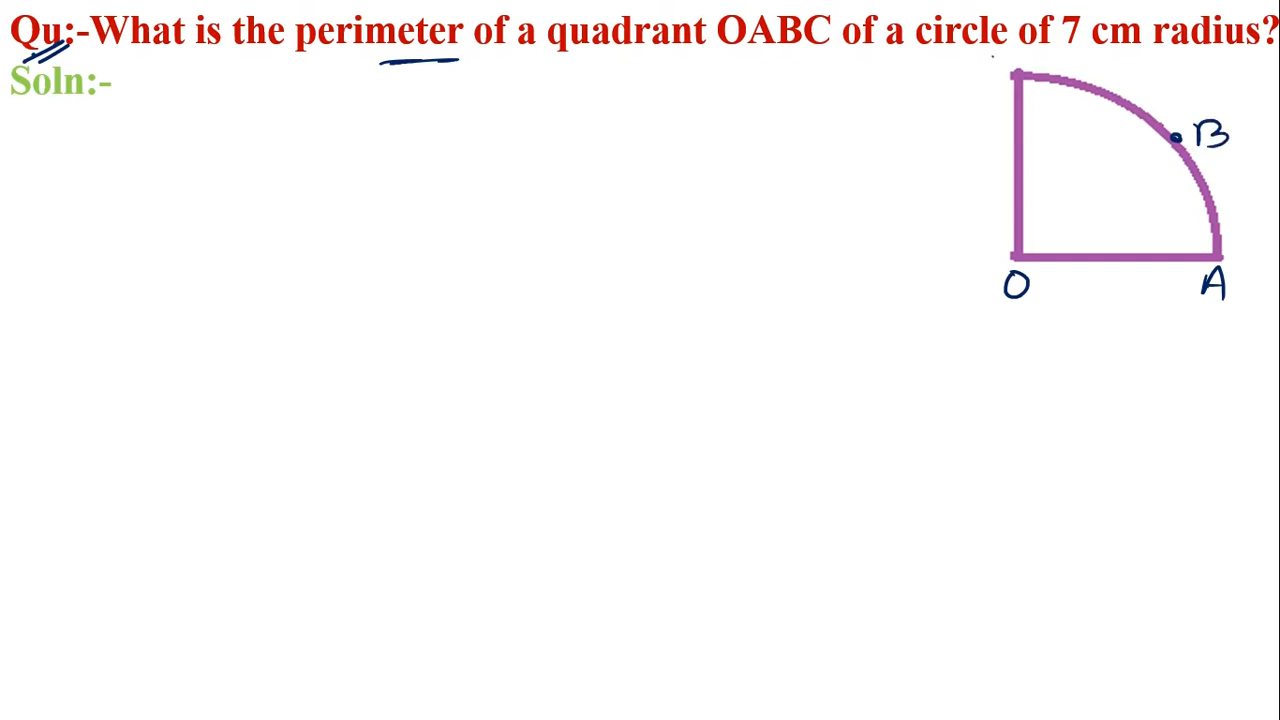 Qu:-What is the perimeter of a quadrant OABC of a circle of 7 cm radius?
Soln:-
B
O
A